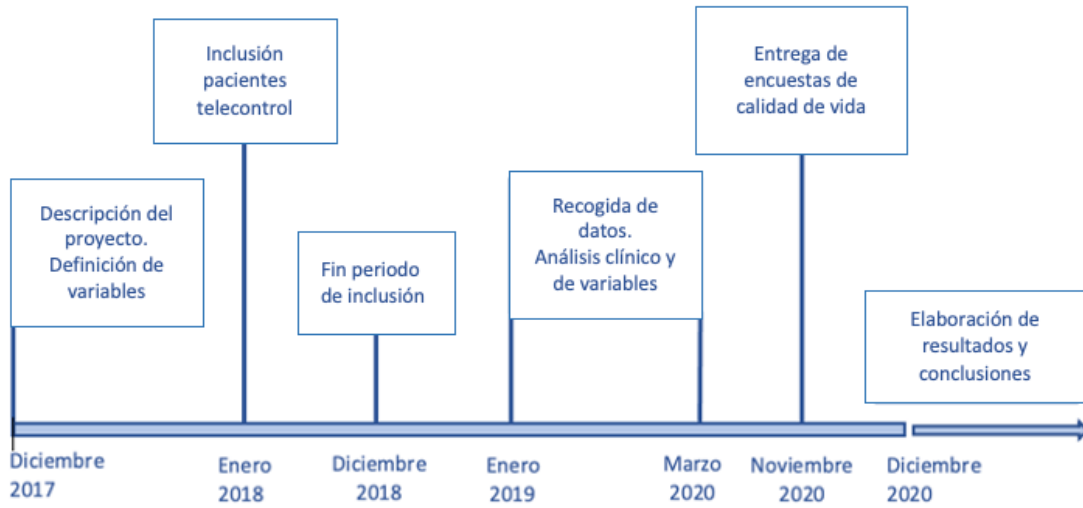 Inclusión
pacientes
telecontrol
Entrega de
encuestas de
calidad de vida
Descripción del
proyecto.
Definición de
variables
Recogida de
datos.
Análisis clínico y
de variables
Fin periodo
de inclusión
Elaboración de
resultados y
conclusiones
Diciembre
2017
Enero
2018
Diciembre
2018
Enero
2019
Marzo
2020
Noviembre
2020
Diciembre
2020